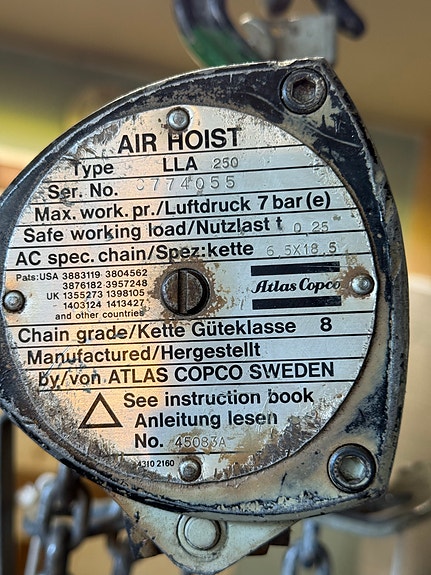 AIR HOIST
Type LLA 250
Ser. No. C774055
Max. work. pr./Luftdruck 7 bar (e)
Safe working load/Nutzlast t 0,25
AC spec. chain/Spez:kette 6,5X18,5
Pats:USA 3883119 3804562
3876182 3957248
UK 1355273 1398105
1403124 1413427
and other countries
Atlas Copco
Chain grade/Kette Güteklasse 8
Manufactured/Hergestellt
by/von ATLAS COPCO SWEDEN
See instruction book
Anleitung lesen
No. 45083A
4310 2160